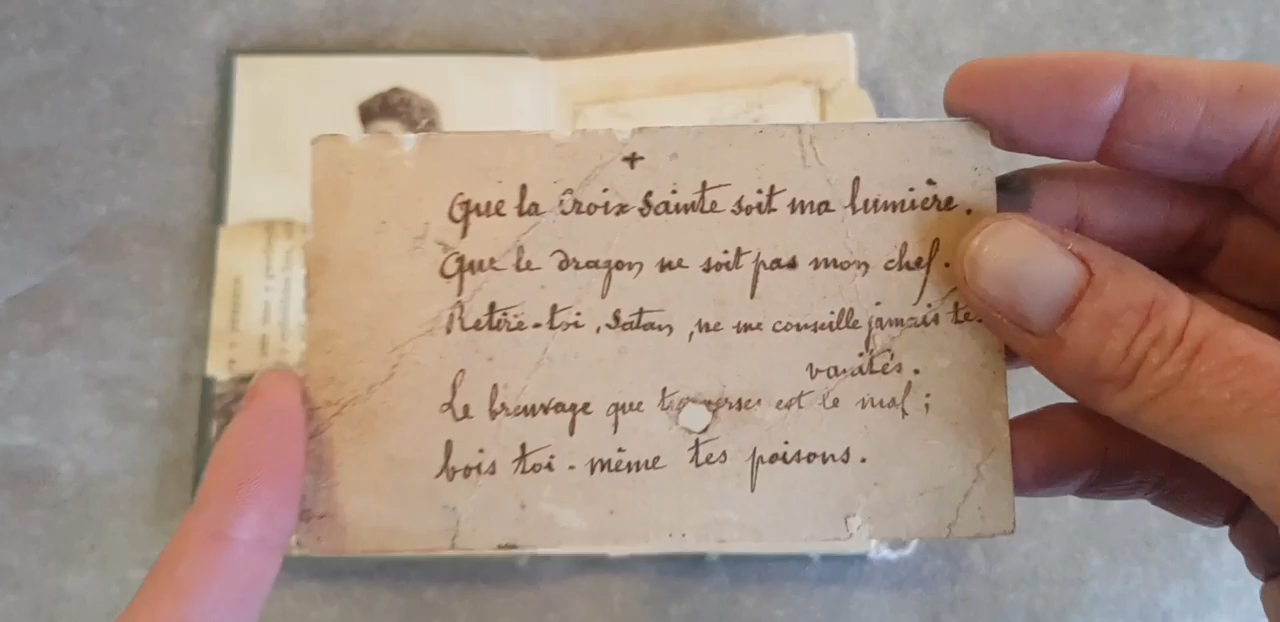 +
Que la Croix Sainte soit ma lumière.
Que le dragon ne soit pas mon chef.
Retire-toi, Satan, ne me conseille jamais te.
vanités.
Le breuvage que tu verses est le mal ;
bois toi-même tes poisons.